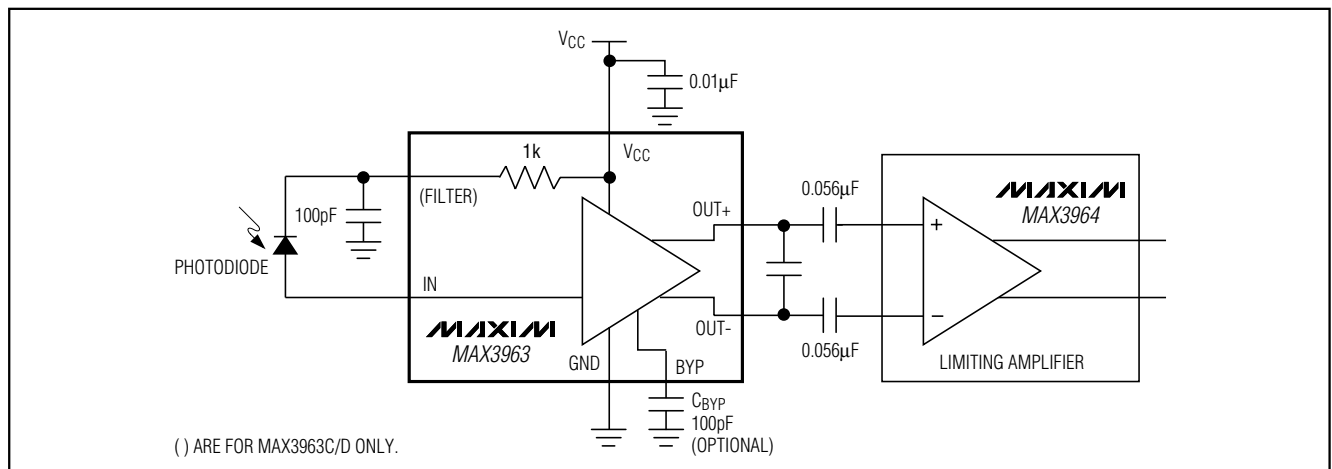 VCC
0.01μF
1k
VCC
(FILTER)
100pF
PHOTODIODE
IN
MAXIM
MAX3963
GND
BYP
OUT+
OUT-
CBYP
100pF
(OPTIONAL)
0.056μF
0.056μF
MAXIM
MAX3964
+
−
LIMITING AMPLIFIER
( ) ARE FOR MAX3963C/D ONLY.